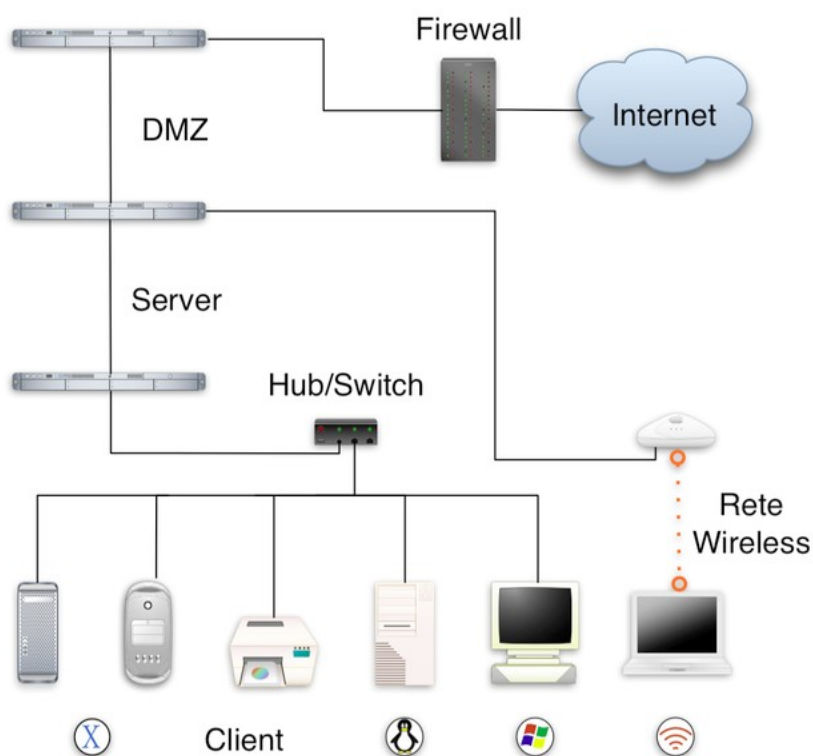 Firewall
Internet
DMZ
Server
Hub/Switch
Rete
Wireless
X
Client